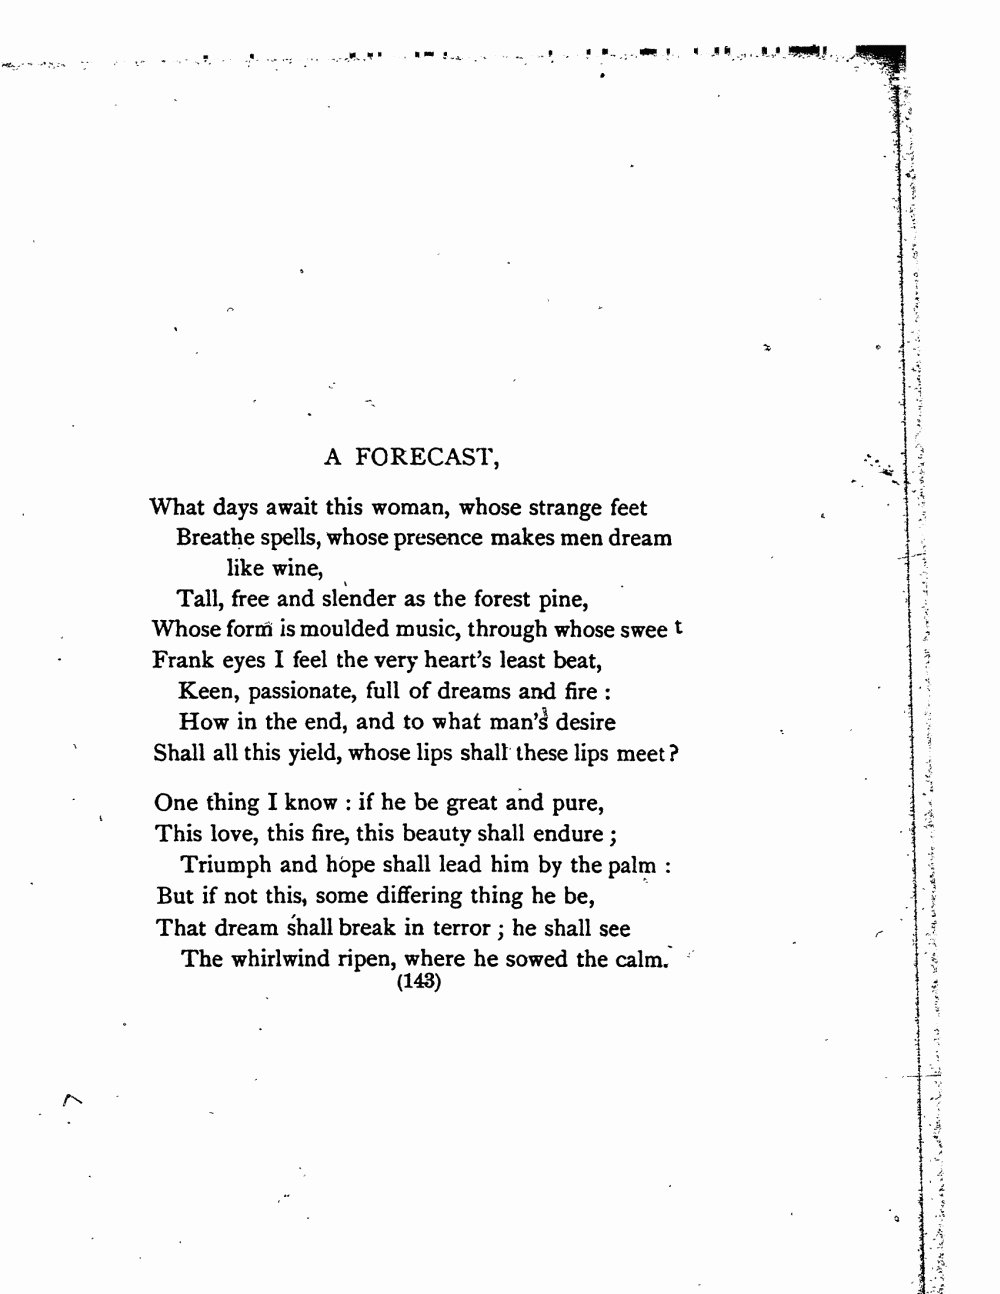 A FORECAST,
What days await this woman, whose strange feet
Breathe spells, whose presence makes men dream
like wine,
Tall, free and slender as the forest pine,
Whose form is moulded music, through whose sweet
Frank eyes I feel the very heart's least beat,
Keen, passionate, full of dreams and fire :
How in the end, and to what man's desire
Shall all this yield, whose lips shall these lips meet?
One thing I know : if he be great and pure,
This love, this fire, this beauty shall endure ;
Triumph and hope shall lead him by the palm :
But if not this, some differing thing he be,
That dream shall break in terror ; he shall see
The whirlwind ripen, where he sowed the calm.
(143)